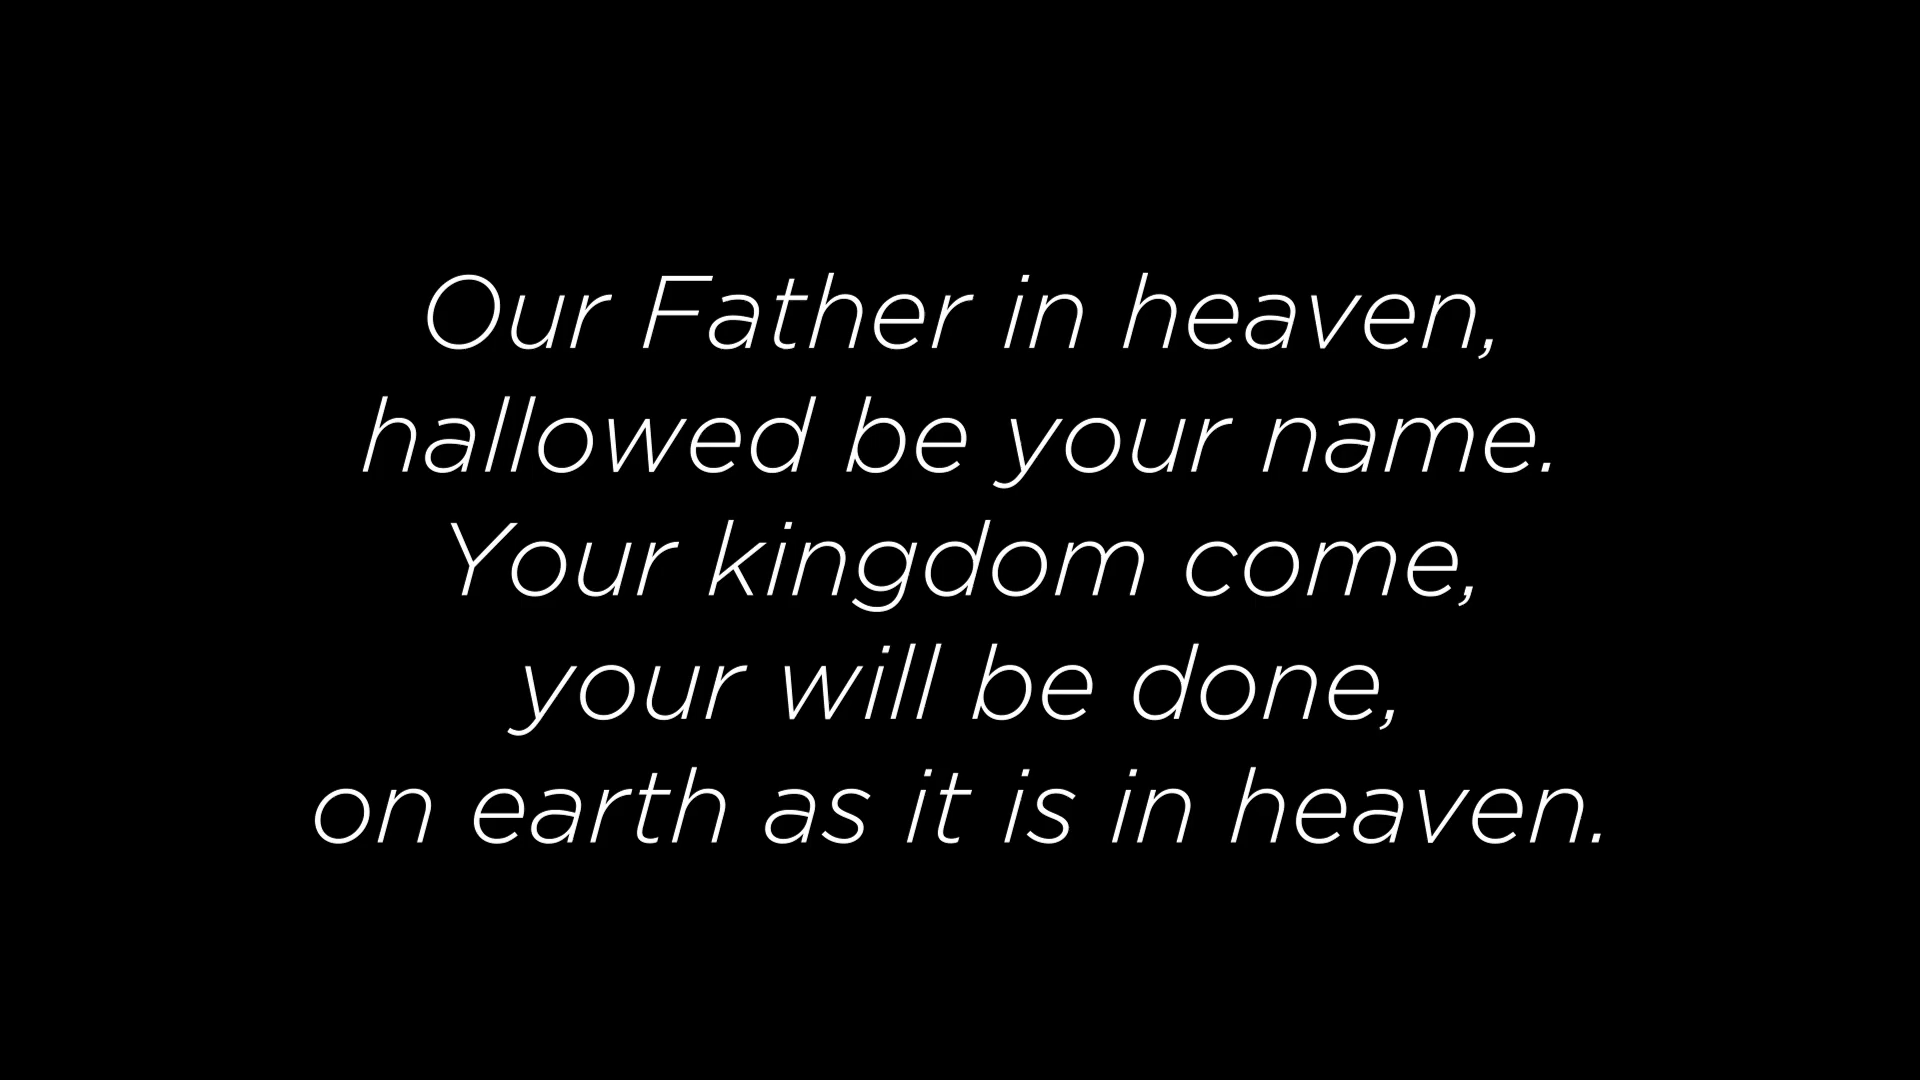 Our Father in heaven,
hallowed be your name.
Your kingdom come,
your will be done,
on earth as it is in heaven.